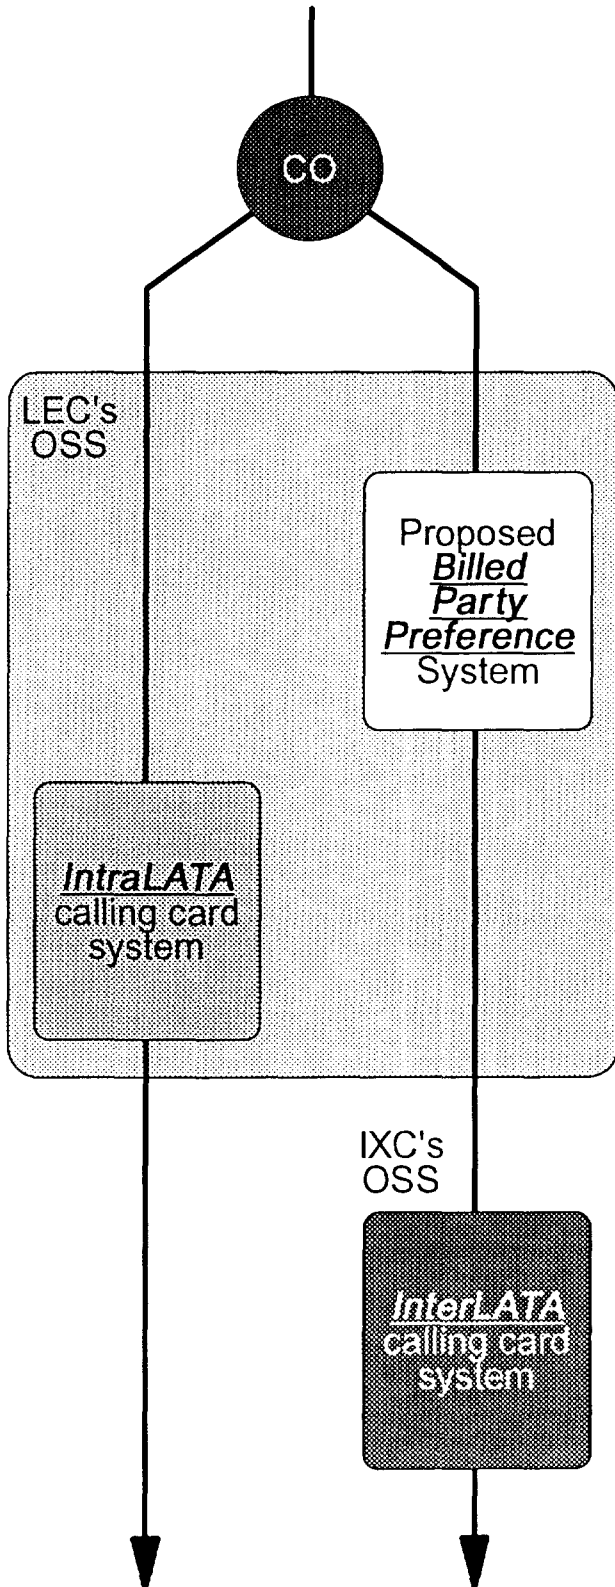 CO
LEC's
OSS
Proposed
Billed
Party
Preference
System
IntraLATA
calling card
system
IXC's
OSS
InterLATA
calling card
system